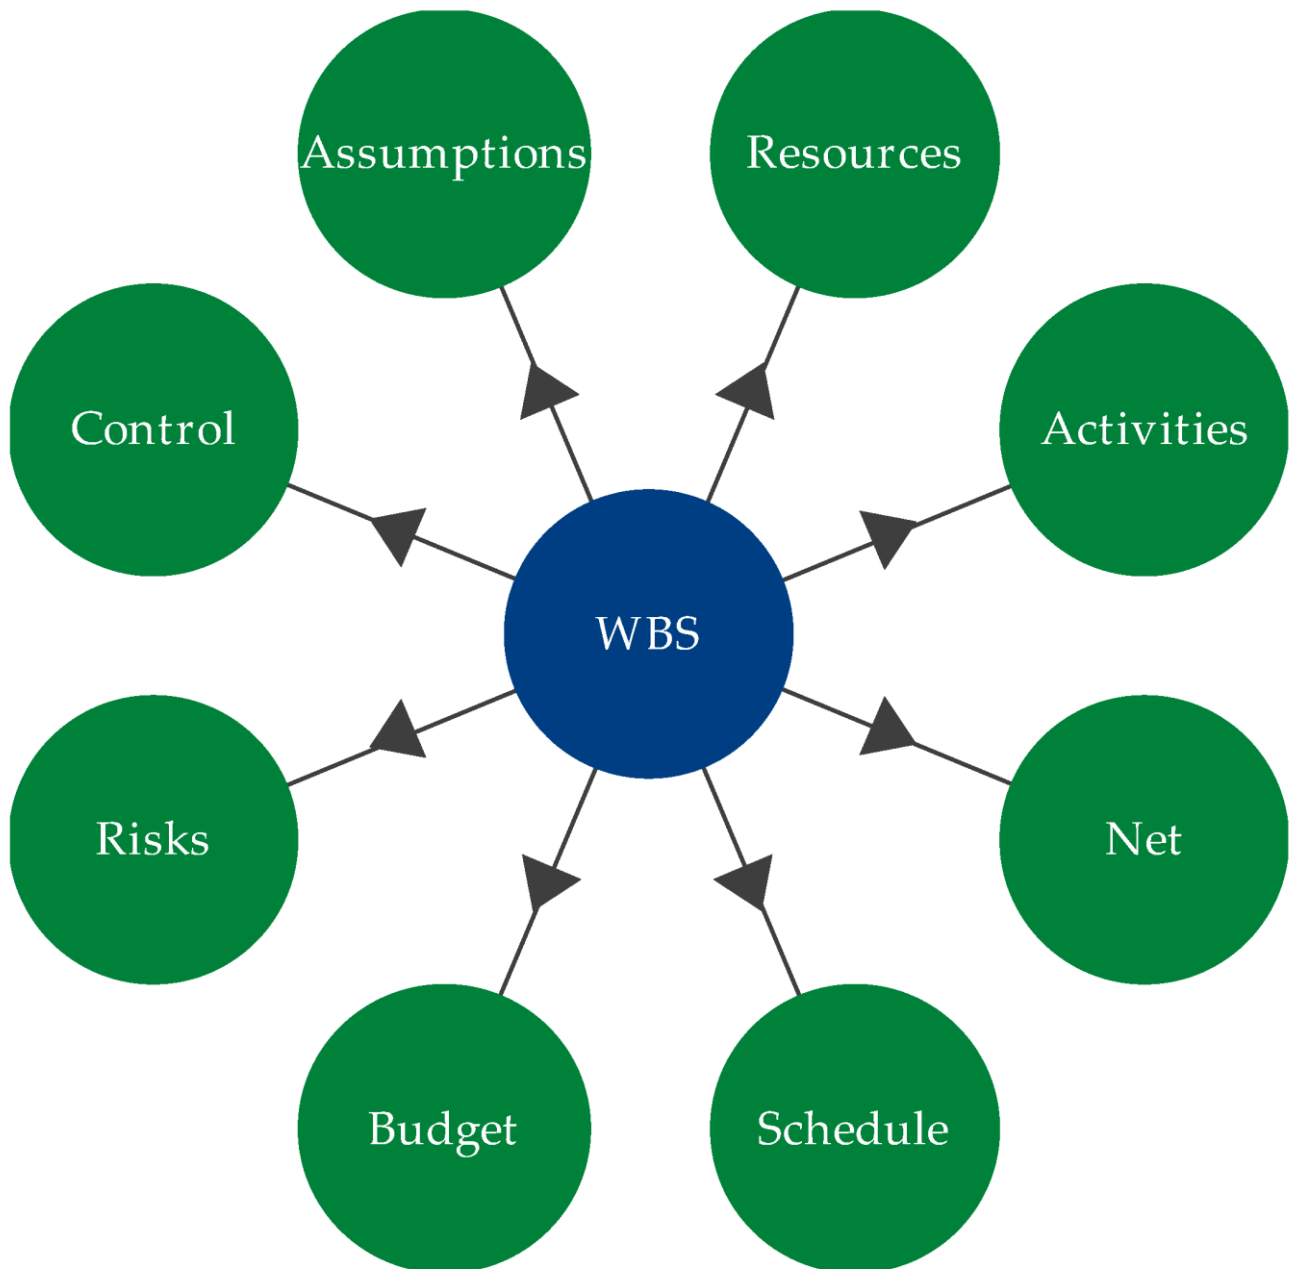 Assumptions
Resources
Control
Activities
WBS
Risks
Net
Budget
Schedule